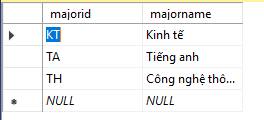 majorid majorname
KT Kinh tế
TA Tiếng anh
TH Công nghệ thô...
NULL NULL